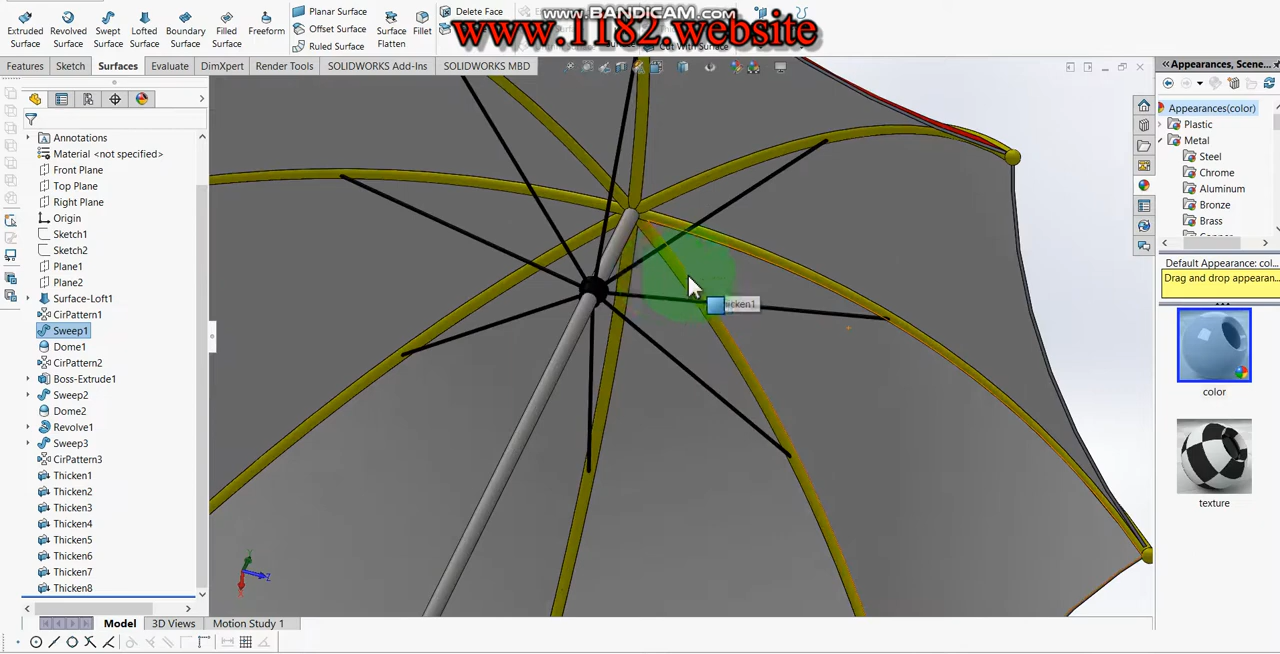 www.BANDICAM.com
www.1182.website
Extruded Surface
Revolved Surface
Swept Surface
Lofted Surface
Boundary Surface
Filled Surface
Freeform
Planar Surface
Offset Surface
Ruled Surface
Surface Flatten
Fillet
Delete Face
Cut With Surface
Features
Sketch
Surfaces
Evaluate
DimXpert
Render Tools
SOLIDWORKS Add-Ins
SOLIDWORKS MBD
Annotations
Material <not specified>
Front Plane
Top Plane
Right Plane
Origin
Sketch1
Sketch2
Plane1
Plane2
Surface-Loft1
CirPattern1
Sweep1
Dome1
CirPattern2
Boss-Extrude1
Sweep2
Dome2
Revolve1
Sweep3
CirPattern3
Thicken1
Thicken2
Thicken3
Thicken4
Thicken5
Thicken6
Thicken7
Thicken8
hicken1
Y
Z
Appearances, Scene...
Appearances(color)
Plastic
Metal
Steel
Chrome
Aluminum
Bronze
Brass
Default Appearance: col...
Drag and drop appearan...
color
texture
Model
3D Views
Motion Study 1